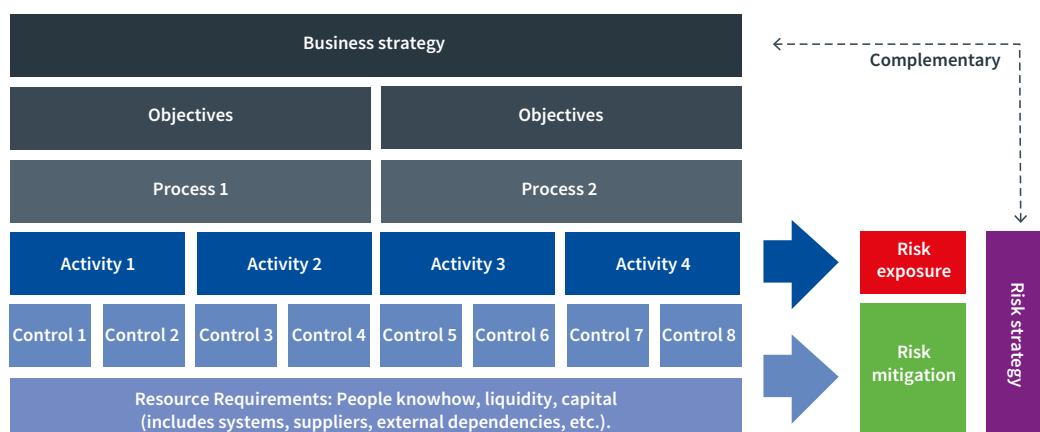 Business strategy
Complementary
Objectives
Objectives
Process 1
Process 2
Activity 1
Activity 2
Activity 3
Activity 4
Risk
exposure
Control 1
Control 2
Control 3
Control 4
Control 5
Control 6
Control 7
Control 8
Risk
mitigation
Risk strategy
Resource Requirements: People knowhow, liquidity, capital
(includes systems, suppliers, external dependencies, etc.).